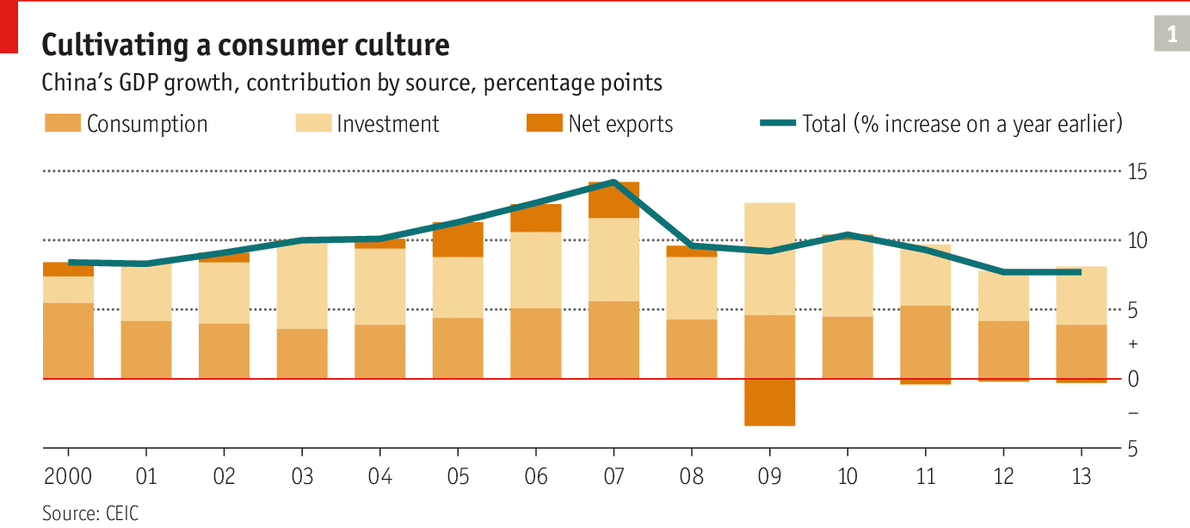 1
Cultivating a consumer culture
China's GDP growth, contribution by source, percentage points
Consumption Investment Net exports Total (% increase on a year earlier)
15
10
5
+
0
–
5
2000 01 02 03 04 05 06 07 08 09 10 11 12 13
Source: CEIC